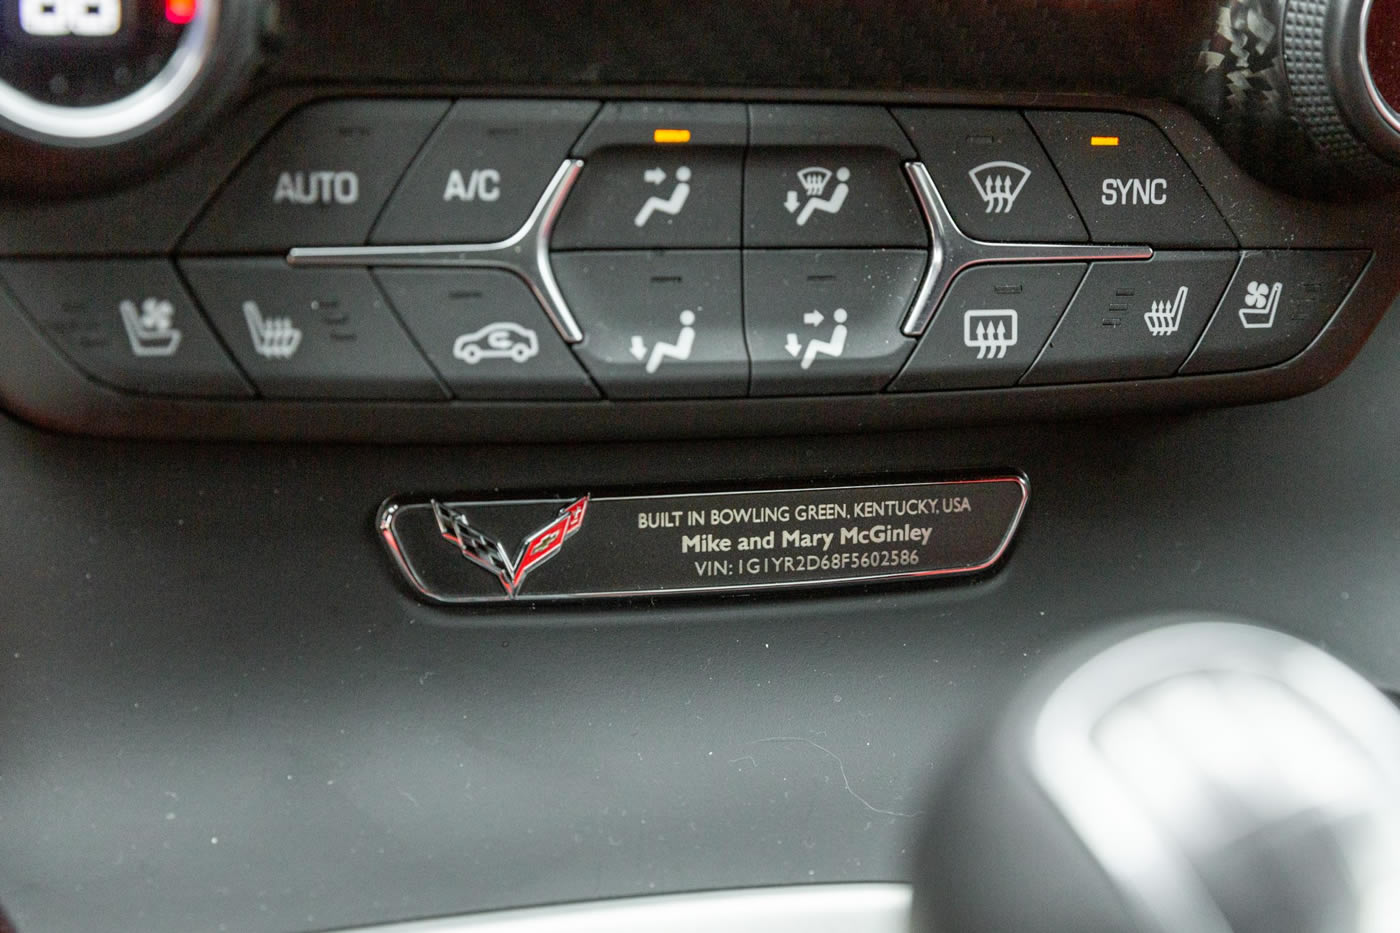 AUTO
A/C
SYNC
BUILT IN BOWLING GREEN, KENTUCKY, USA
Mike and Mary McGinley
VIN: 1G1YR2D68F5602586